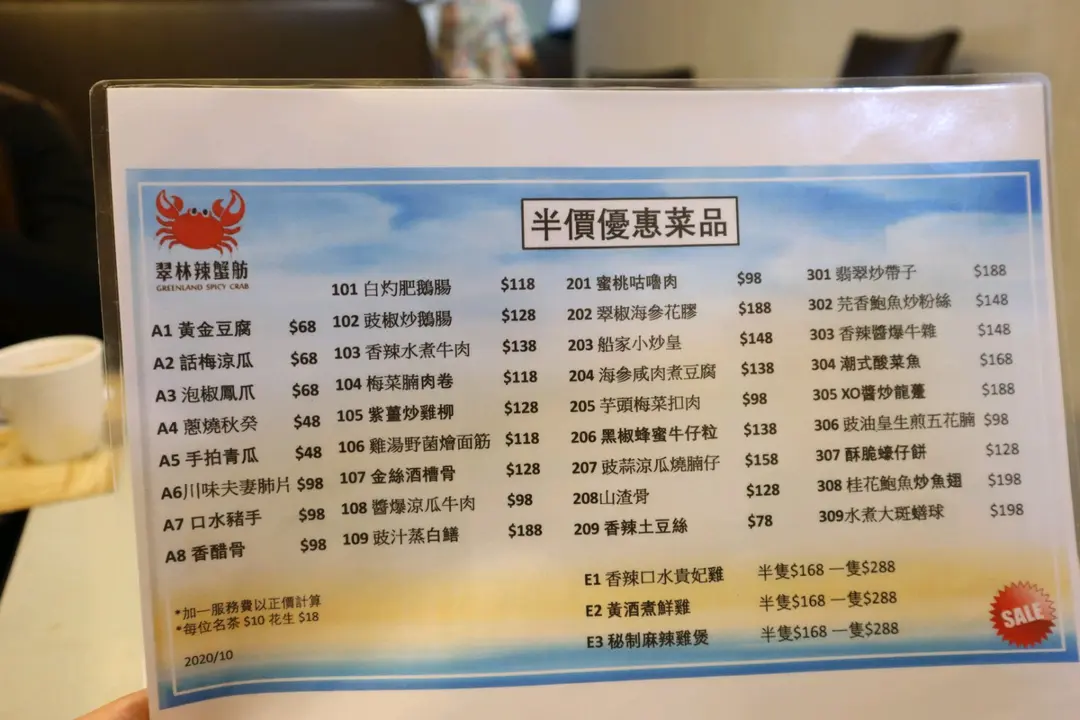 翠林辣蟹舫
GREENLAND SPICY CRAB
半價優惠菜品
A1 黃金豆腐 $68
A2 話梅涼瓜 $68
A3 泡椒鳳爪 $68
A4 蔥燒秋癸 $48
A5 手拍青瓜 $48
A6川味夫妻肺片 $98
A7 口水豬手 $98
A8 香醋骨 $98
101 白灼肥鵝腸 $118
102 豉椒炒鵝腸 $128
103 香辣水煮牛肉 $138
104 梅菜腩肉卷 $118
105 紫薑炒雞柳 $128
106 雞湯野菌燴面筋 $118
107 金絲酒槽骨 $128
108 醬爆涼瓜牛肉 $98
109 豉汁蒸白鱔 $188
201 蜜桃咕嚕肉 $98
202 翠椒海參花膠 $188
203 船家小炒皇 $148
204 海參咸肉煮豆腐 $138
205 芋頭梅菜扣肉 $98
206 黑椒蜂蜜牛仔粒 $138
207 豉蒜涼瓜燒腩仔 $158
208山渣骨 $128
209 香辣土豆絲 $78
301 翡翠炒帶子 $188
302 芫香鮑魚炒粉絲 $148
303 香辣醬爆牛雜 $148
304 潮式酸菜魚 $168
305 XO醬炒龍躉 $188
306 豉油皇生煎五花腩 $98
307 酥脆蠔仔餅 $128
308 桂花鮑魚炒魚翅 $198
309水煮大斑鱔球 $198
E1 香辣口水貴妃雞 半隻$168 一隻$288
E2 黃酒煮鮮雞 半隻$168 一隻$288
E3 秘制麻辣雞煲 半隻$168 一隻$288
*加一服務費以正價計算
*每位名茶 $10 花生 $18
2020/10
SALE